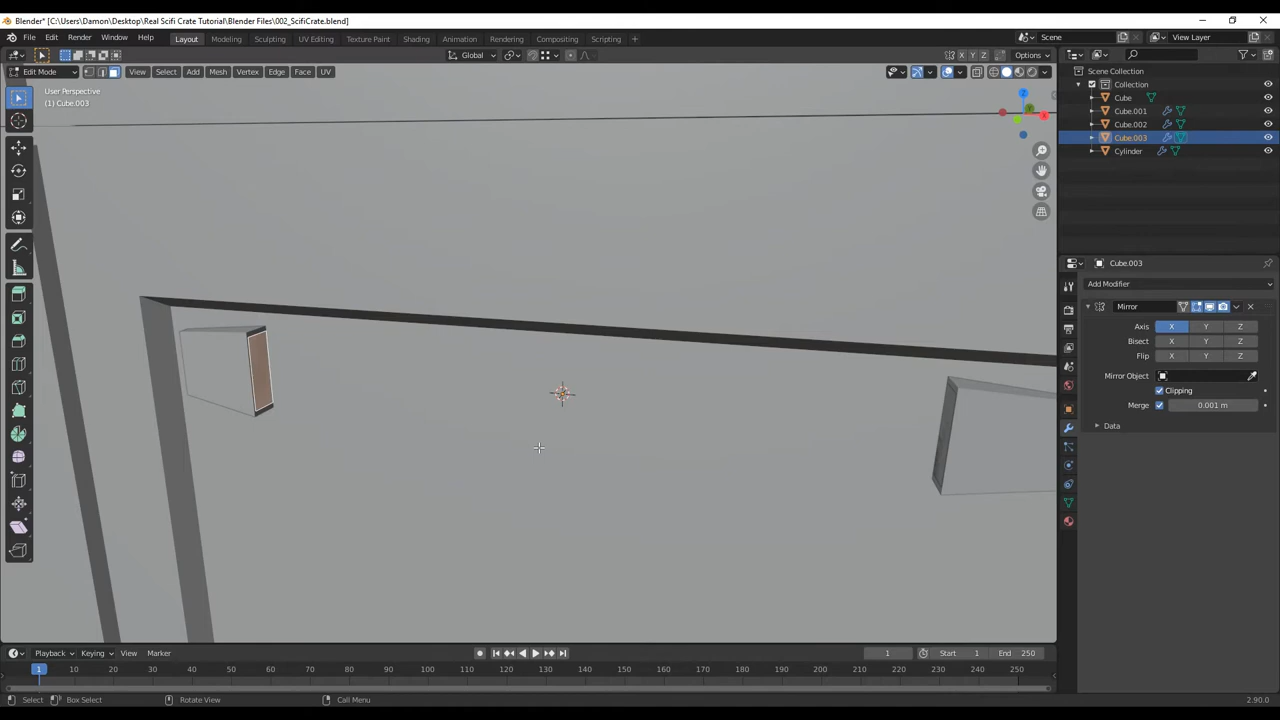 Blender* [C:\Users\Damon\Desktop\Real Scifi Crate Tutorial\Blender Files\002_ScifiCrate.blend]
File Edit Render Window Help Layout Modeling Sculpting UV Editing Texture Paint Shading Animation Rendering Compositing Scripting Scene View Layer
Global X Y Z Options
Edit Mode View Select Add Mesh Vertex Edge Face UV
User Perspective
(1) Cube.003
Z
Y
X
Scene Collection
Collection
Cube
Cube.001
Cube.002
Cube.003
Cylinder
Cube.003
Add Modifier
Mirror
Axis X Y Z
Bisect X Y Z
Flip X Y Z
Mirror Object
Clipping
Merge 0.001 m
Data
Playback Keying View Marker 1 Start 1 End 250
1 10 20 30 40 50 60 70 80 90 100 110 120 130 140 150 160 170 180 190 200 210 220 230 240 250
Select Box Select Rotate View Call Menu 2.90.0